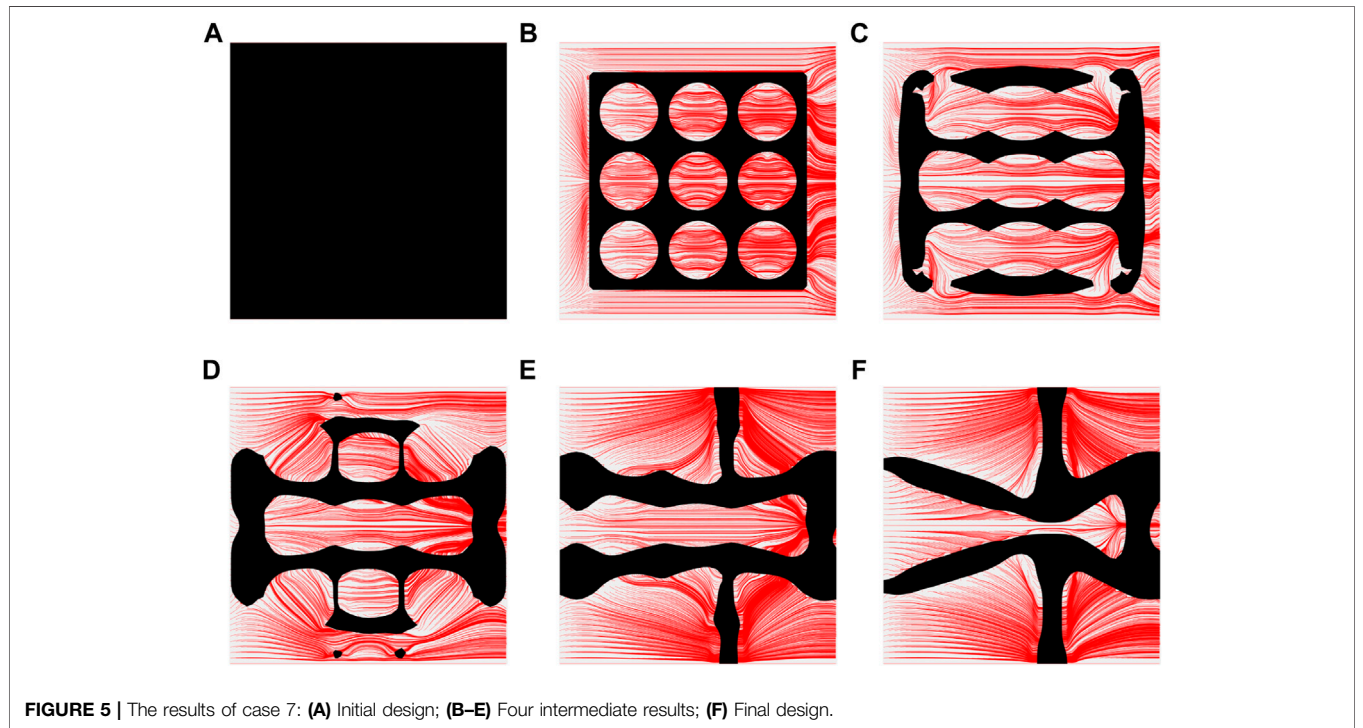 A
B
C
D
E
F
FIGURE 5 | The results of case 7: (A) Initial design; (B–E) Four intermediate results; (F) Final design.